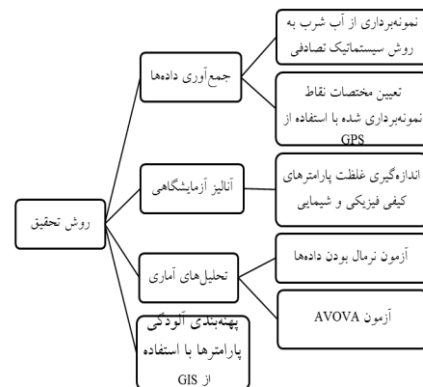 روش تحقیق
جمع‌آوری داده‌ها
نمونه‌برداری از آب شرب به
روش سیستماتیک تصادفی
تعیین مختصات نقاط
نمونه‌برداری شده با استفاده از
GPS
آنالیز آزمایشگاهی
اندازه‌گیری غلظت پارامترهای
کیفی فیزیکی و شیمایی
تحلیل‌های آماری
آزمون نرمال بودن داده‌ها
آزمون AVOVA
پهنه‌بندی آلودگی
پارامترها با استفاده
از GIS